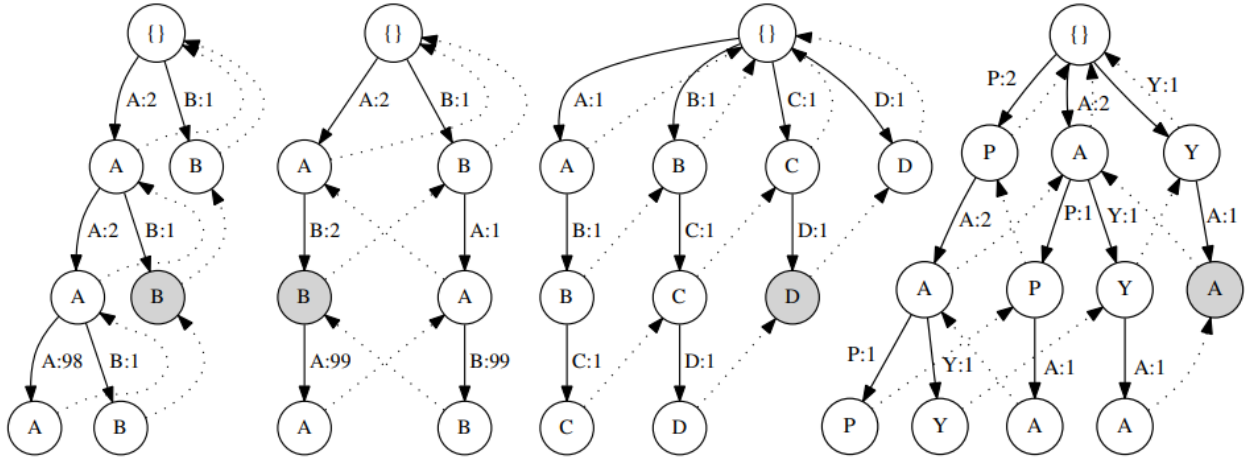 {} {} {} {}
A:2 B:1 A:2 B:1 A:1 B:1 C:1 D:1 P:2 A:2 Y:1
A B A B A B C D P A Y
A:2 B:1 B:2 A:1 B:1 C:1 D:1 A:2 P:1 Y:1 A:1
A B B A B C D A P Y A
A:98 B:1 A:99 B:99 C:1 D:1 P:1 Y:1 A:1 A:1
A B A B C D P Y A A